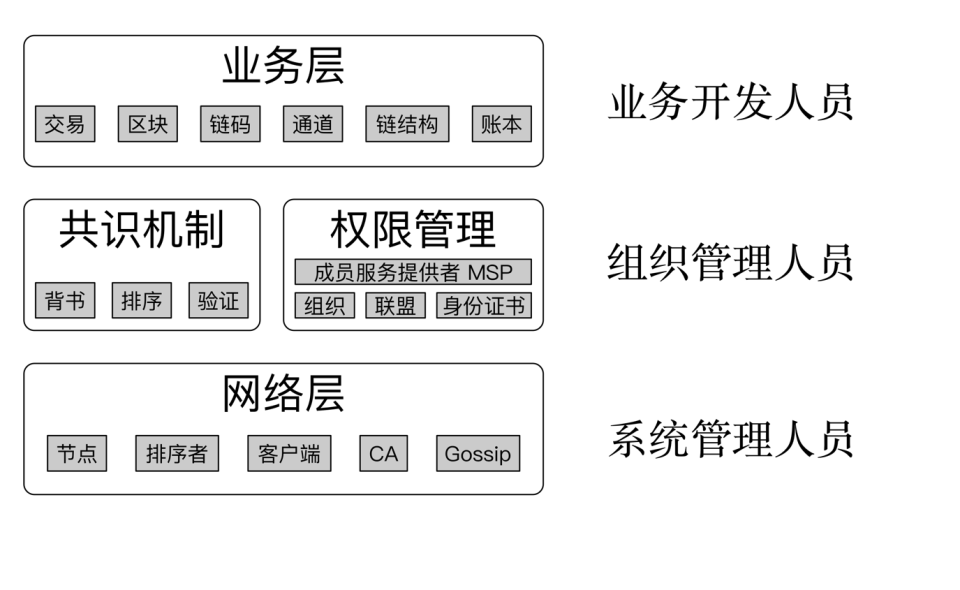 业务层
交易 区块 链码 通道 链结构 账本
业务开发人员
共识机制
背书 排序 验证
权限管理
成员服务提供者 MSP
组织 联盟 身份证书
组织管理人员
网络层
节点 排序者 客户端 CA Gossip
系统管理人员